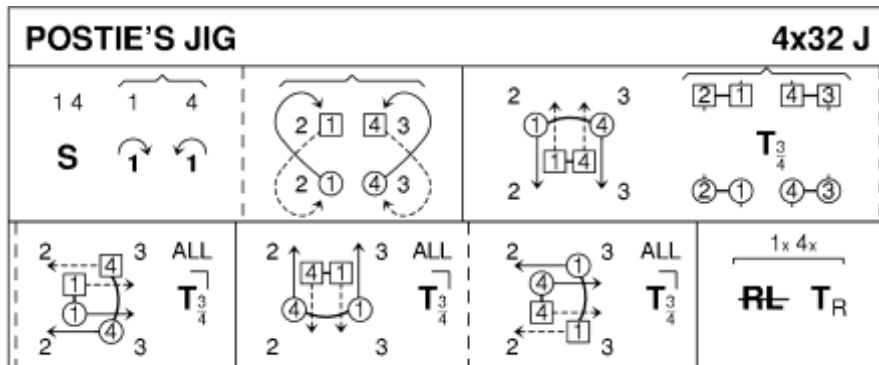 POSTIE'S JIG 4x32 J
1 4 1 4
S 1 1
2 1 4 3
2 1 4 3
2 3
1 4
1 4
2 3
2 1 4 3
T 3/4
2 1 4 3
2 4 3 ALL
1
1 T 3/4
4
2 3
2 4 1 3 ALL
4 1 T 3/4
2 3
2 1 3 ALL
4
4 T 3/4
1
2 3
1x 4x
RL TR